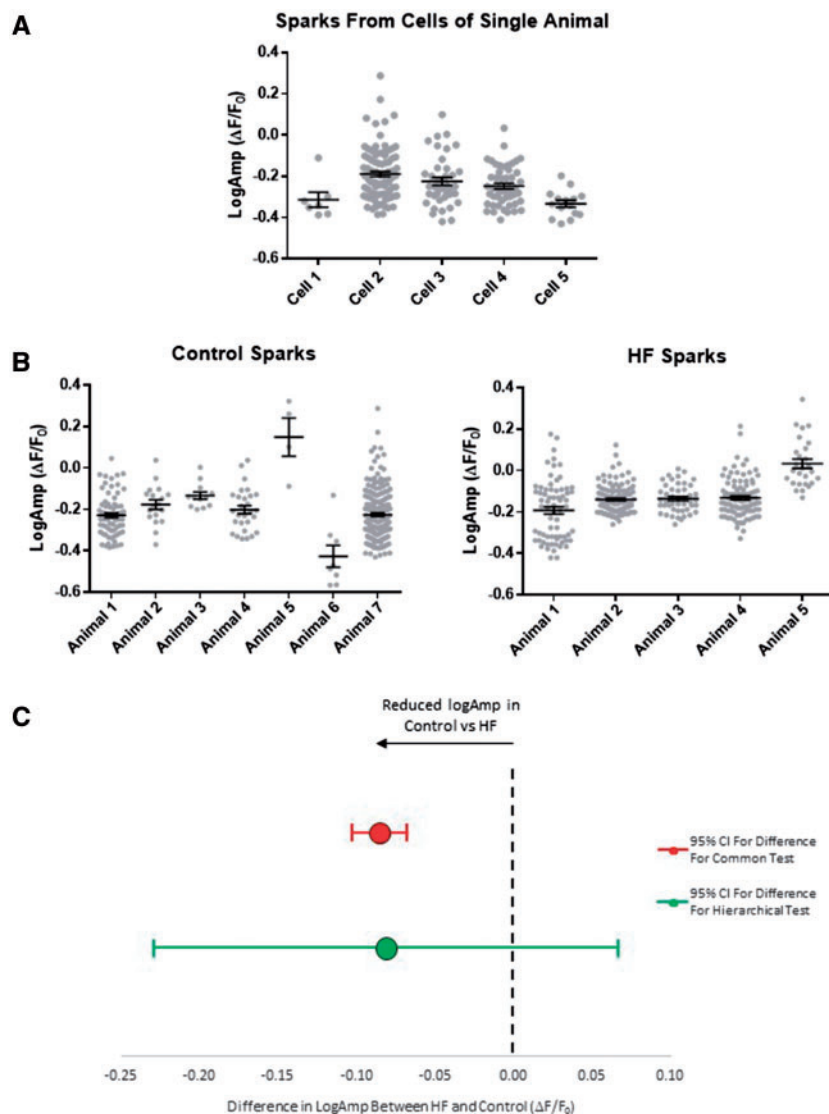 A
Sparks From Cells of Single Animal
LogAmp (ΔF/F₀)
0.4
0.2
0.0
-0.2
-0.4
-0.6
Cell 1
Cell 2
Cell 3
Cell 4
Cell 5
B
Control Sparks
LogAmp (ΔF/F₀)
0.4
0.2
0.0
-0.2
-0.4
-0.6
Animal 1
Animal 2
Animal 3
Animal 4
Animal 5
Animal 6
Animal 7
HF Sparks
LogAmp (ΔF/F₀)
0.4
0.2
0.0
-0.2
-0.4
-0.6
Animal 1
Animal 2
Animal 3
Animal 4
Animal 5
C
Reduced logAmp in
Control vs HF
95% CI For Difference
For Common Test
95% CI For Difference
For Hierarchical Test
-0.25
-0.20
-0.15
-0.10
-0.05
0.00
0.05
0.10
Difference in LogAmp Between HF and Control (ΔF/F₀)